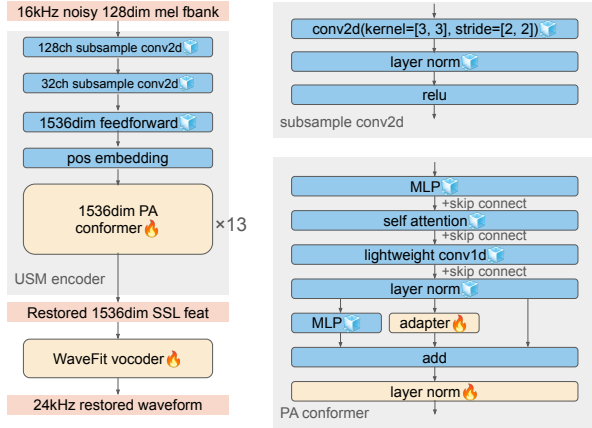 16kHz noisy 128dim mel fbank
128ch subsample conv2d
32ch subsample conv2d
1536dim feedforward
pos embedding
1536dim PA
conformer
×13
USM encoder
Restored 1536dim SSL feat
WaveFit vocoder
24kHz restored waveform
conv2d(kernel=[3, 3], stride=[2, 2])
layer norm
relu
subsample conv2d
MLP
+skip connect
self attention
+skip connect
lightweight conv1d
+skip connect
layer norm
MLP adapter
add
layer norm
PA conformer